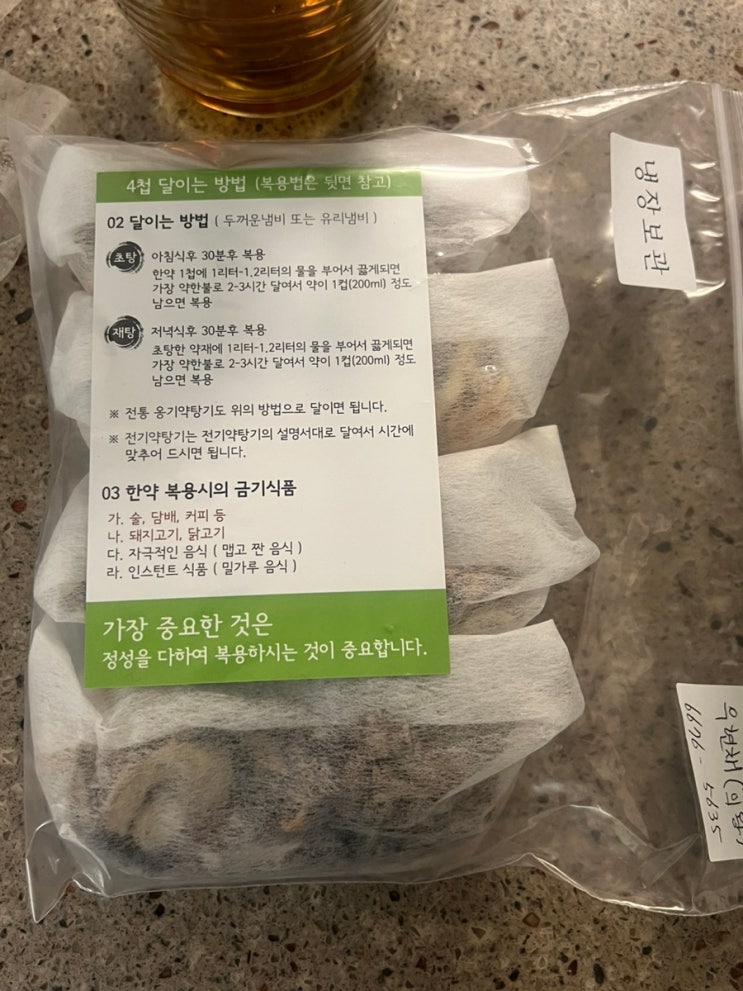 4첩 달이는 방법 (복용법은 뒷면 참고)
02 달이는 방법 ( 두꺼운냄비 또는 유리냄비 )
초탕
아침식후 30분후 복용
한약 1첩에 1리터-1,2리터의 물을 부어서 끓게되면
가장 약한불로 2-3시간 달여서 약이 1컵(200ml) 정도
남으면 복용
재탕
저녁식후 30분후 복용
초탕한 약재에 1리터-1,2리터의 물을 부어서 끓게되면
가장 약한불로 2-3시간 달여서 약이 1컵(200ml) 정도
남으면 복용
※ 전통 옹기약탕기도 위의 방법으로 달이면 됩니다.
※ 전기약탕기는 전기약탕기의 설명서대로 달여서 시간에
맞추어 드시면 됩니다.
03 한약 복용시의 금기식품
가. 술, 담배, 커피 등
나. 돼지고기, 닭고기
다. 자극적인 음식 ( 맵고 짠 음식 )
라. 인스턴트 식품 ( 밀가루 음식 )
가장 중요한 것은
정성을 다하여 복용하시는 것이 중요합니다.
냉장보관
6676-5635